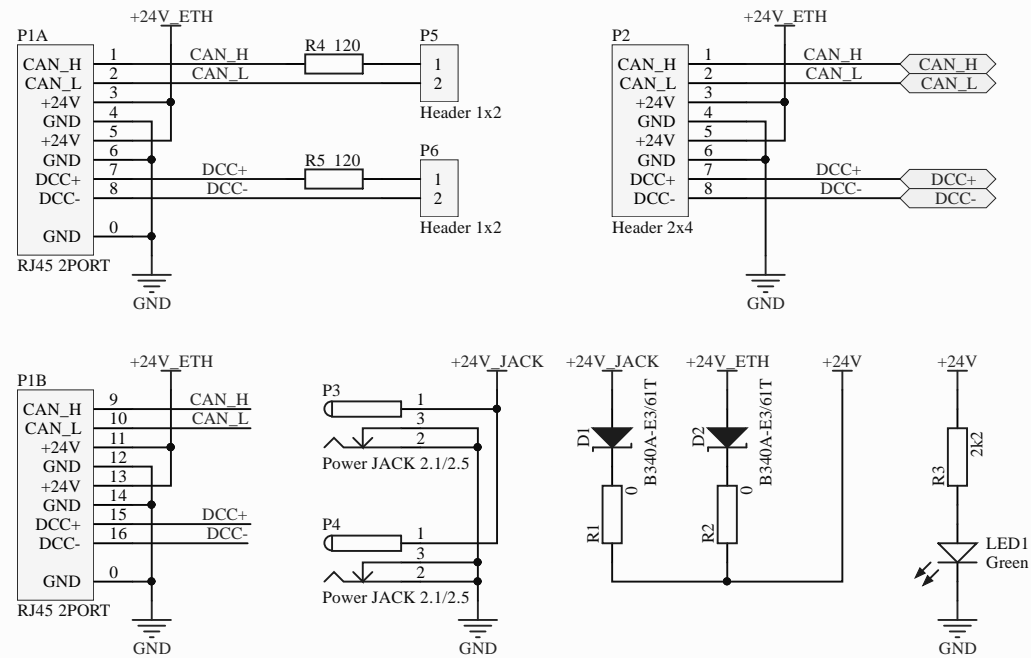 +24V_ETH
P1A
CAN_H 1 CAN_H
CAN_L 2 CAN_L
+24V 3
GND 4
+24V 5
GND 6
DCC+ 7 DCC+
DCC- 8 DCC-
GND 0
RJ45 2PORT
GND
R4 120
P5
1
2
Header 1x2
R5 120
P6
1
2
Header 1x2
+24V_ETH
P2
CAN_H 1 CAN_H CAN_H
CAN_L 2 CAN_L CAN_L
+24V 3
GND 4
+24V 5
GND 6
DCC+ 7 DCC+ DCC+
DCC- 8 DCC- DCC-
Header 2x4
GND
+24V_ETH
P1B
CAN_H 9 CAN_H
CAN_L 10 CAN_L
+24V 11
GND 12
+24V 13
GND 14
DCC+ 15 DCC+
DCC- 16 DCC-
GND 0
RJ45 2PORT
GND
+24V_JACK
P3
1
3
2
Power JACK 2.1/2.5
P4
1
3
2
Power JACK 2.1/2.5
GND
+24V_JACK
D1
B340A-E3/61T
R1
0
+24V_ETH
D2
B340A-E3/61T
R2
0
+24V
+24V
R3
2k2
LED1
Green
GND